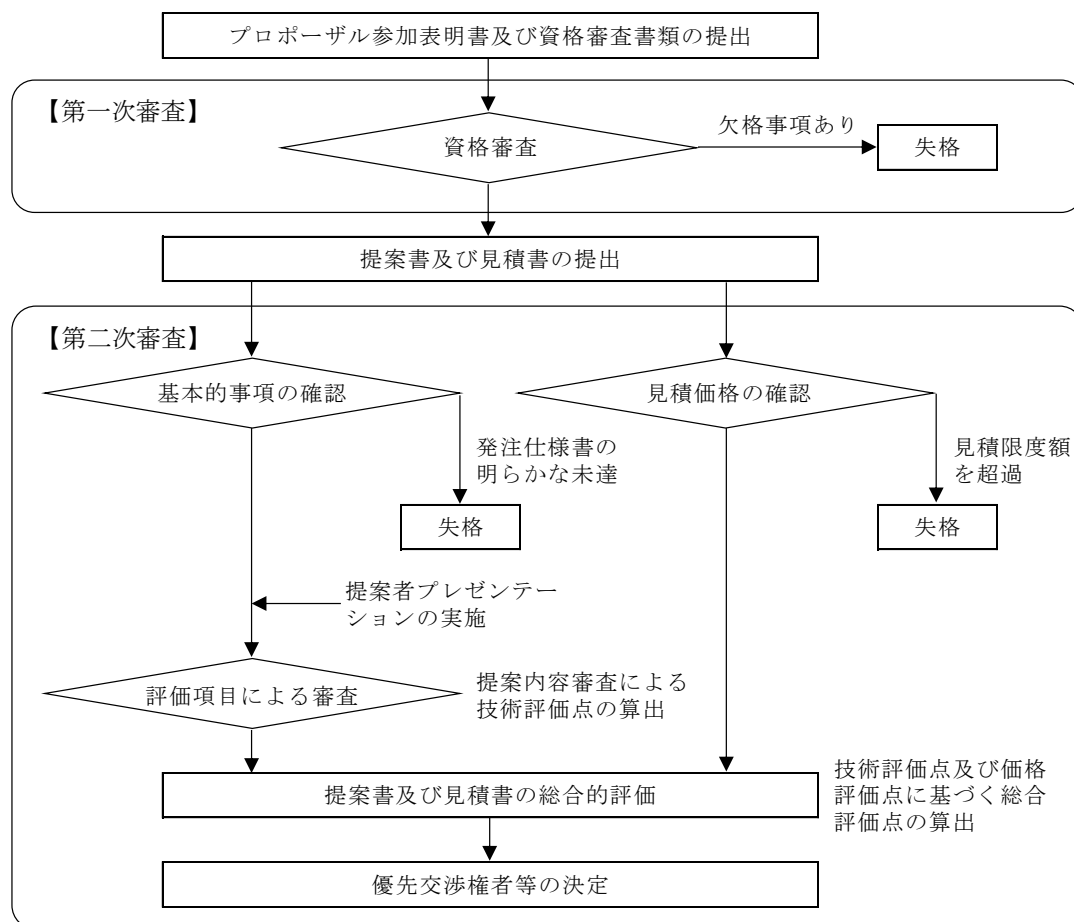 プロポーザル参加表明書及び資格審査書類の提出
【第一次審査】
資格審査
欠格事項あり
失格
提案書及び見積書の提出
【第二次審査】
基本的事項の確認
見積価格の確認
発注仕様書の
明らかな未達
見積限度額
を超過
失格
失格
提案者プレゼンテー
ションの実施
評価項目による審査
提案内容審査による
技術評価点の算出
提案書及び見積書の総合的評価
技術評価点及び価格
評価点に基づく総合
評価点の算出
優先交渉権者等の決定